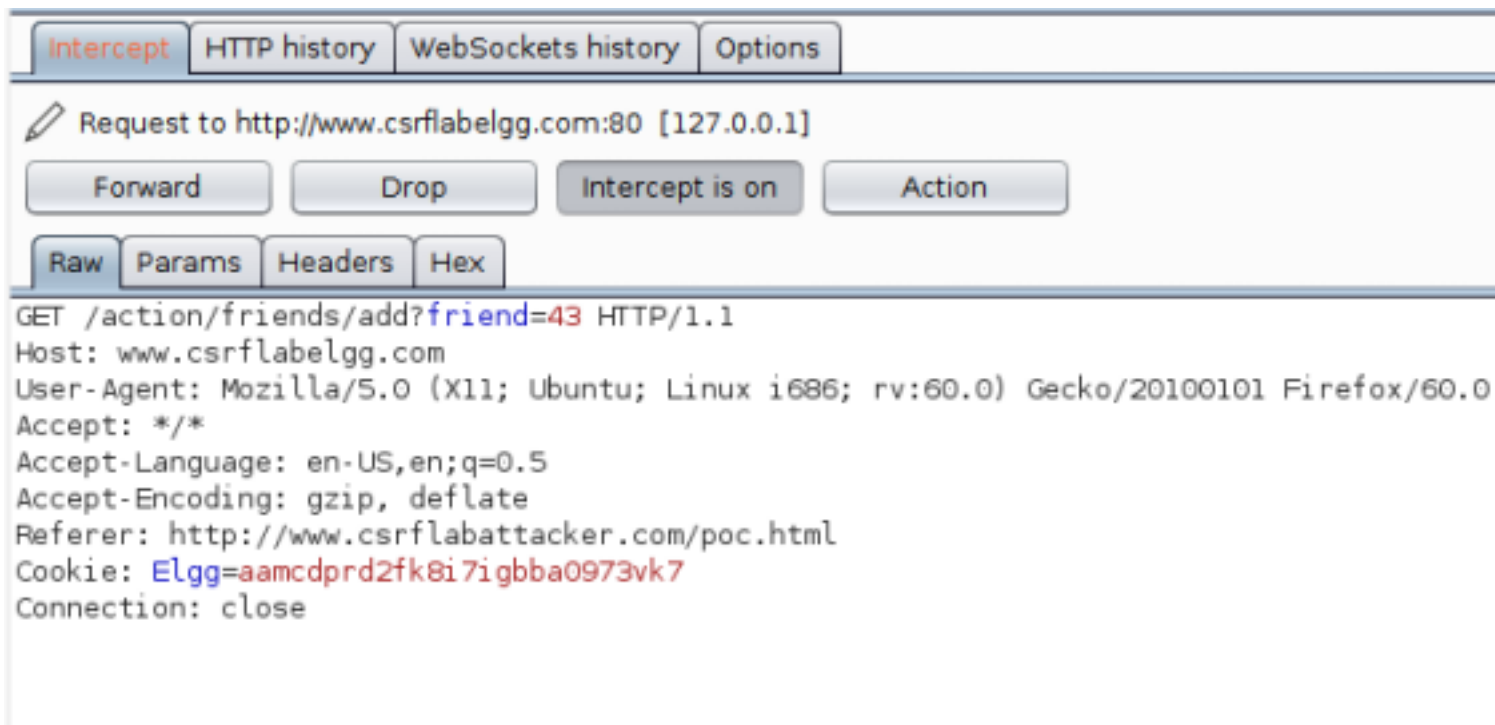 Intercept HTTP history WebSockets history Options
Request to http://www.csrflabelgg.com:80 [127.0.0.1]
Forward Drop Intercept is on Action
Raw Params Headers Hex
GET /action/friends/add?friend=43 HTTP/1.1
Host: www.csrflabelgg.com
User-Agent: Mozilla/5.0 (X11; Ubuntu; Linux i686; rv:60.0) Gecko/20100101 Firefox/60.0
Accept: */*
Accept-Language: en-US,en;q=0.5
Accept-Encoding: gzip, deflate
Referer: http://www.csrflabattacker.com/poc.html
Cookie: Elgg=aamcdprd2fk8i7igbba0973vk7
Connection: close